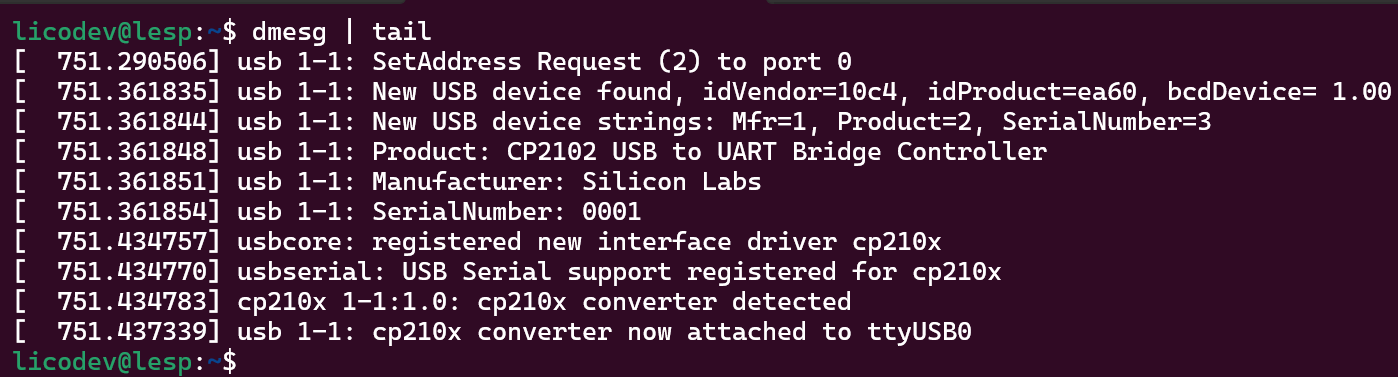 licodev@lesp:~$ dmesg | tail
[  751.290506] usb 1-1: SetAddress Request (2) to port 0
[  751.361835] usb 1-1: New USB device found, idVendor=10c4, idProduct=ea60, bcdDevice= 1.00
[  751.361844] usb 1-1: New USB device strings: Mfr=1, Product=2, SerialNumber=3
[  751.361848] usb 1-1: Product: CP2102 USB to UART Bridge Controller
[  751.361851] usb 1-1: Manufacturer: Silicon Labs
[  751.361854] usb 1-1: SerialNumber: 0001
[  751.434757] usbcore: registered new interface driver cp210x
[  751.434770] usbserial: USB Serial support registered for cp210x
[  751.434783] cp210x 1-1:1.0: cp210x converter detected
[  751.437339] usb 1-1: cp210x converter now attached to ttyUSB0
licodev@lesp:~$